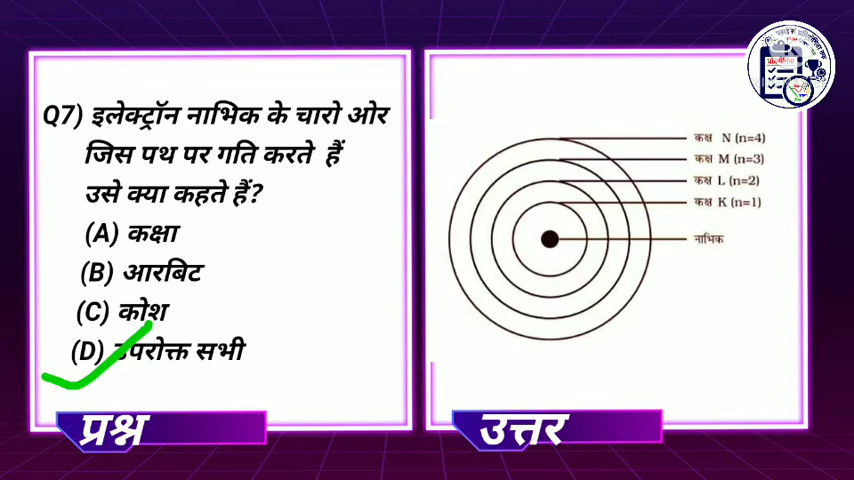 Q7) इलेक्ट्रॉन नाभिक के चारो ओर
जिस पथ पर गति करते हैं
उसे क्या कहते हैं?
(A) कक्षा
(B) आरबिट
(C) कोश
(D) उपरोक्त सभी
प्रश्न
कक्ष N (n=4)
कक्ष M (n=3)
कक्ष L (n=2)
कक्ष K (n=1)
नाभिक
उत्तर